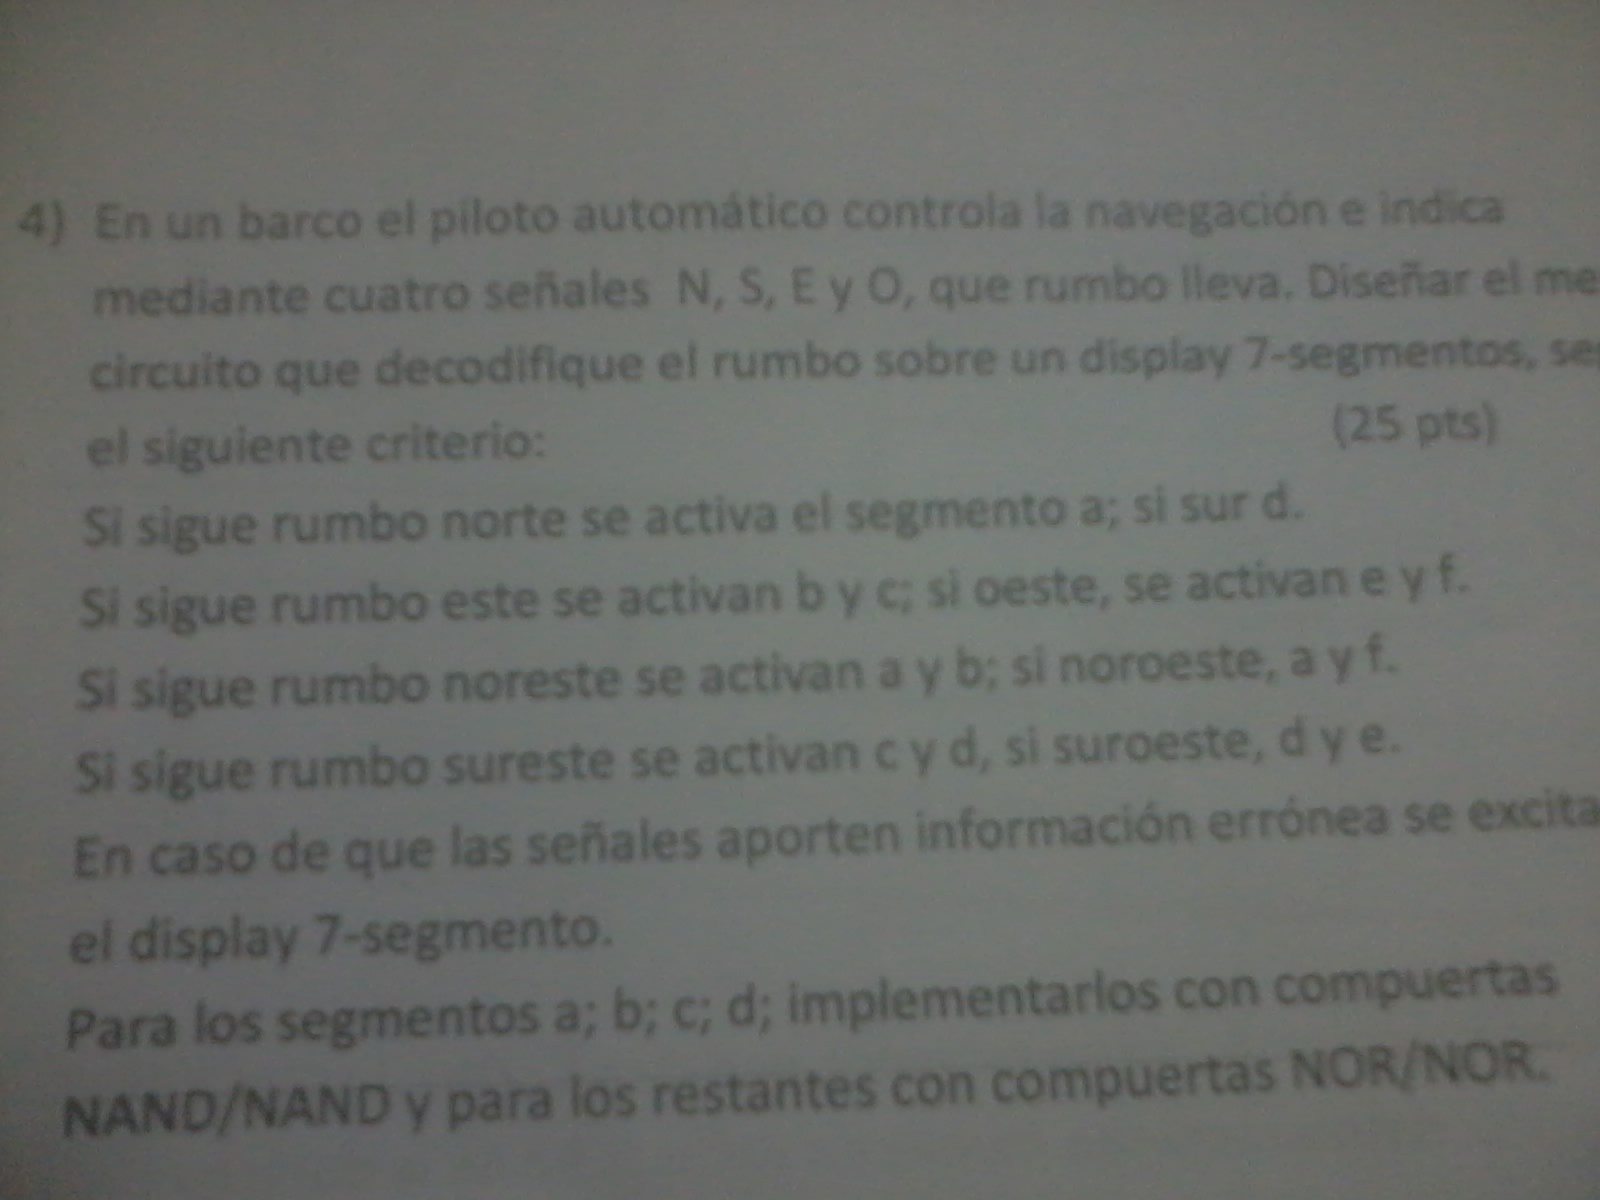 4) En un barco el piloto automático controla la navegación e indica
mediante cuatro señales N, S, E y O, que rumbo lleva. Diseñar el me
circuito que decodifique el rumbo sobre un display 7-segmentos, se
el siguiente criterio: (25 pts)
Si sigue rumbo norte se activa el segmento a; si sur d.
Si sigue rumbo este se activan b y c; si oeste, se activan e y f.
Si sigue rumbo noreste se activan a y b; si noroeste, a y f.
Si sigue rumbo sureste se activan c y d, si suroeste, d y e.
En caso de que las señales aporten información errónea se excita
el display 7-segmento.
Para los segmentos a; b; c; d; implementarlos con compuertas
NAND/NAND y para los restantes con compuertas NOR/NOR.